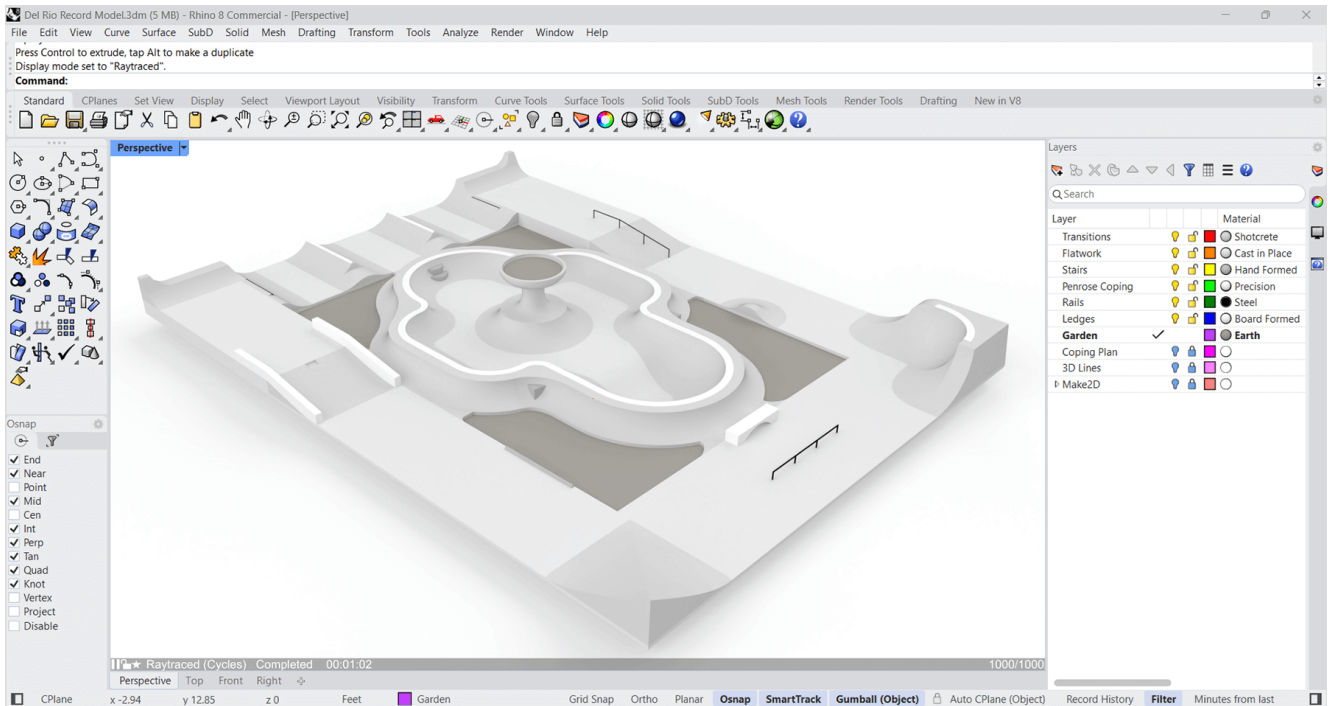 Del Rio Record Model.3dm (5 MB) - Rhino 8 Commercial - [Perspective]
File Edit View Curve Surface SubD Solid Mesh Drafting Transform Tools Analyze Render Window Help
Press Control to extrude, tap Alt to make a duplicate
Display mode set to "Raytraced".
Command:
Standard CPlanes Set View Display Select Viewport Layout Visibility Transform Curve Tools Surface Tools Solid Tools SubD Tools Mesh Tools Render Tools Drafting New in V8
Perspective
Layers
Search
Layer Material
Transitions Shotcrete
Flatwork Cast in Place
Stairs Hand Formed
Penrose Coping Precision
Rails Steel
Ledges Board Formed
Garden Earth
Coping Plan
3D Lines
Make2D
Osnap
End
Near
Point
Mid
Cen
Int
Perp
Tan
Quad
Knot
Vertex
Project
Disable
Raytraced (Cycles) Completed 00:01:02 1000/1000
Perspective Top Front Right
CPlane x -2.94 y 12.85 z 0 Feet Garden Grid Snap Ortho Planar Osnap SmartTrack Gumball (Object) Auto CPlane (Object) Record History Filter Minutes from last